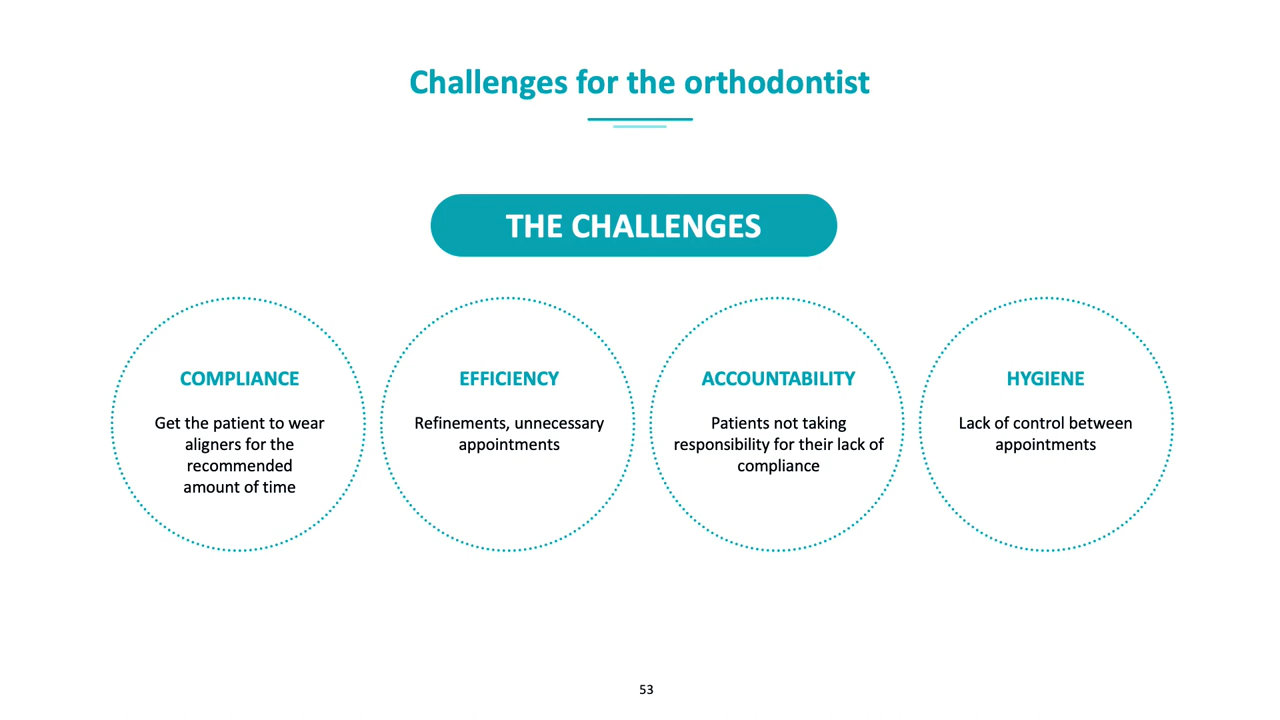 Challenges for the orthodontist
THE CHALLENGES
COMPLIANCE
Get the patient to wear
aligners for the
recommended
amount of time
EFFICIENCY
Refinements, unnecessary
appointments
ACCOUNTABILITY
Patients not taking
responsibility for their lack of
compliance
HYGIENE
Lack of control between
appointments
53